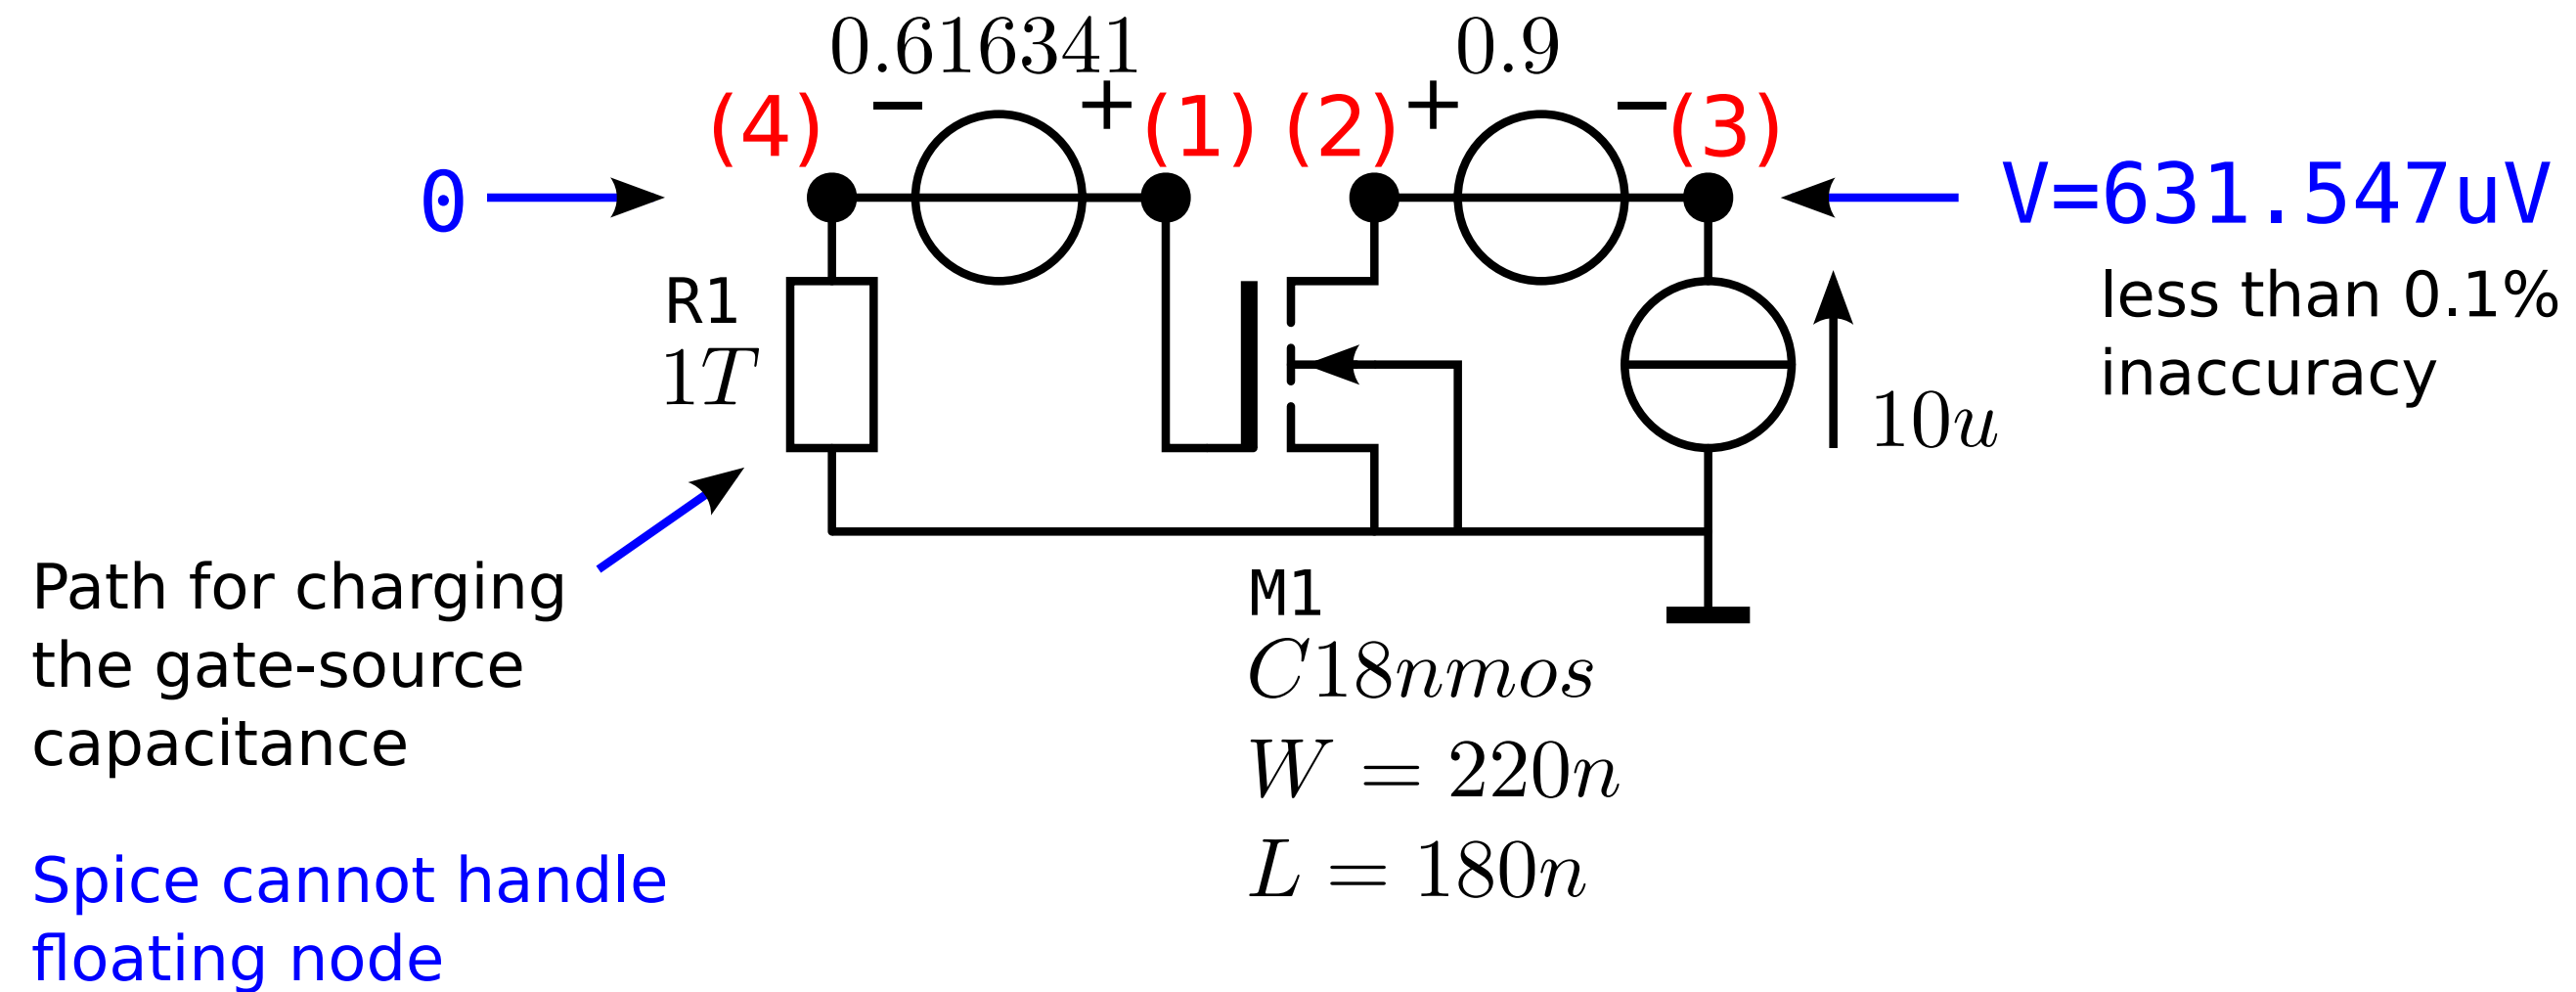 0.616341
0.9
− + + −
(4) (1) (2) (3)
0
V=631.547uV
less than 0.1%
inaccuracy
R1
1T
10u
Path for charging
the gate-source
capacitance
Spice cannot handle
floating node
M1
C18nmos
W = 220n
L = 180n